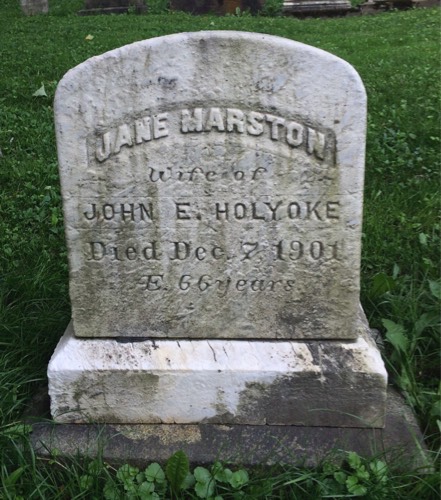 JANE MARSTON
Wife of
JOHN E. HOLYOKE
Died Dec. 7, 1901
Æ. 66 years